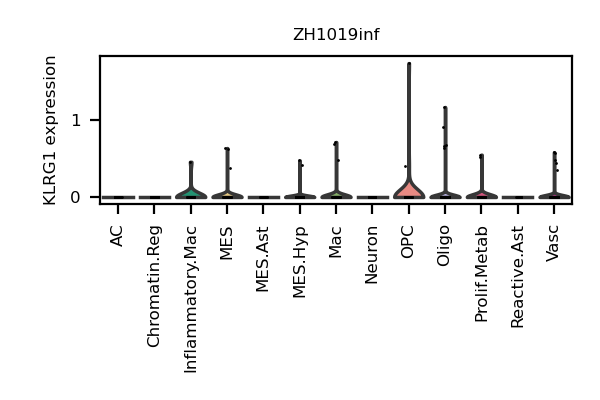 ZH1019inf
KLRG1 expression
1
0
AC
Chromatin.Reg
Inflammatory.Mac
MES
MES.Ast
MES.Hyp
Mac
Neuron
OPC
Oligo
Prolif.Metab
Reactive.Ast
Vasc